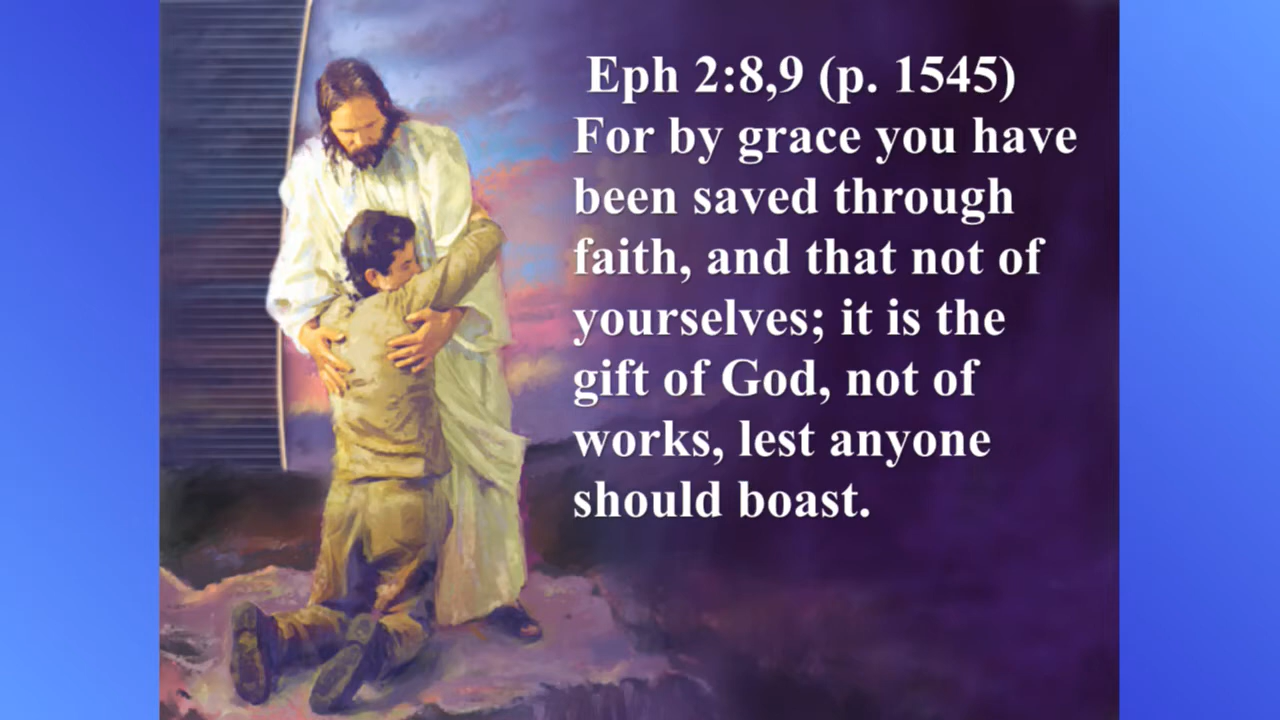 Eph 2:8,9 (p. 1545)
For by grace you have
been saved through
faith, and that not of
yourselves; it is the
gift of God, not of
works, lest anyone
should boast.